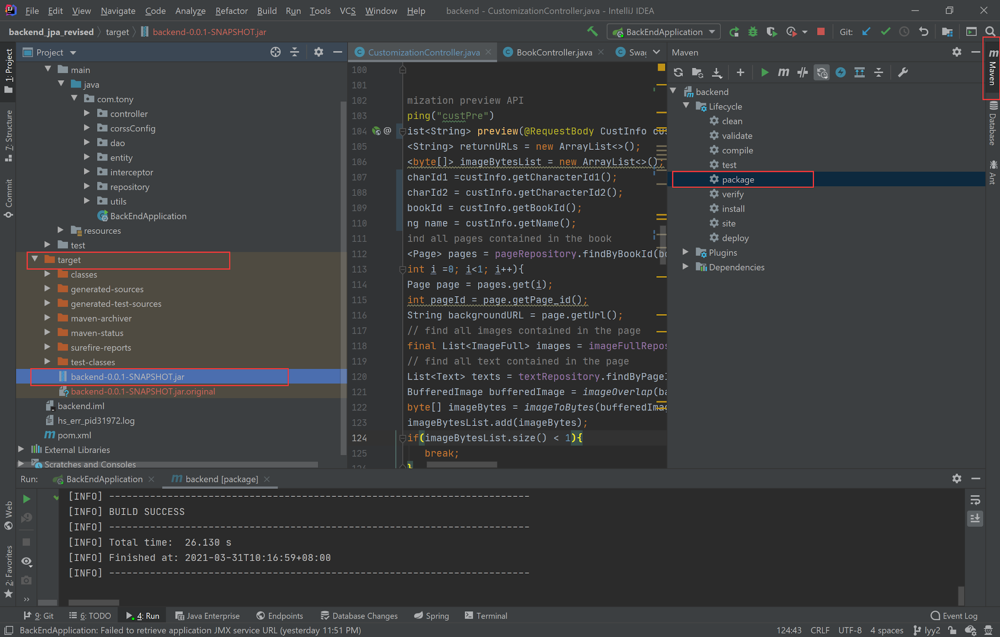 File Edit View Navigate Code Analyze Refactor Build Run Tools VCS Window Help backend - CustomizationController.java - IntelliJ IDEA
backend_jpa_revised target backend-0.0.1-SNAPSHOT.jar BackEndApplication Git:
1: Project
7: Structure
Commit
Web
2: Favorites
Project
main
java
com.tony
controller
corssConfig
dao
entity
interceptor
repository
utils
BackEndApplication
resources
test
target
classes
generated-sources
generated-test-sources
maven-archiver
maven-status
surefire-reports
test-classes
backend-0.0.1-SNAPSHOT.jar
backend-0.0.1-SNAPSHOT.jar.original
backend.iml
hs_err_pid31972.log
pom.xml
External Libraries
Scratches and Consoles
CustomizationController.java BookController.java
100
101
102 mization preview API
103 ping("custPre")
104 @ ist<String> preview(@RequestBody CustInfo
105 <String> returnURLs = new ArrayList<>();
106 <byte[]> imageBytesList = new ArrayList<>();
107 charId1 =custInfo.getCharacterId1();
108 charId2 = custInfo.getCharacterId2();
109 bookId = custInfo.getBookId();
110 ng name = custInfo.getName();
111 ind all pages contained in the book
112 <Page> pages = pageRepository.findByBookId(
113 int i =0; i<1; i++){
114 Page page = pages.get(i);
115 int pageId = page.getPage_id();
116 String backgroundURL = page.getUrl();
117 // find all images contained in the page
118 final List<ImageFull> images = imageFullRepos
119 // find all text contained in the page
120 List<Text> texts = textRepository.findByPage
121 BufferedImage bufferedImage = imageOverlap(
122 byte[] imageBytes = imageToBytes(bufferedIma
123 imageBytesList.add(imageBytes);
124 if(imageBytesList.size() < 1){
125 break;
}
Maven
backend
Lifecycle
clean
validate
compile
test
package
verify
install
site
deploy
Plugins
Dependencies
Maven
Database
Ant
Run: BackEndApplication backend [package]
[INFO] ------------------------------------------------------------------------
[INFO] BUILD SUCCESS
[INFO] ------------------------------------------------------------------------
[INFO] Total time: 26.130 s
[INFO] Finished at: 2021-03-31T10:16:59+08:00
[INFO] ------------------------------------------------------------------------
9: Git 6: TODO 4: Run Java Enterprise Endpoints Database Changes Spring Terminal Event Log
BackEndApplication: Failed to retrieve application JMX service URL (yesterday 11:51 PM) 124:43 CRLF UTF-8 4 spaces lyy2